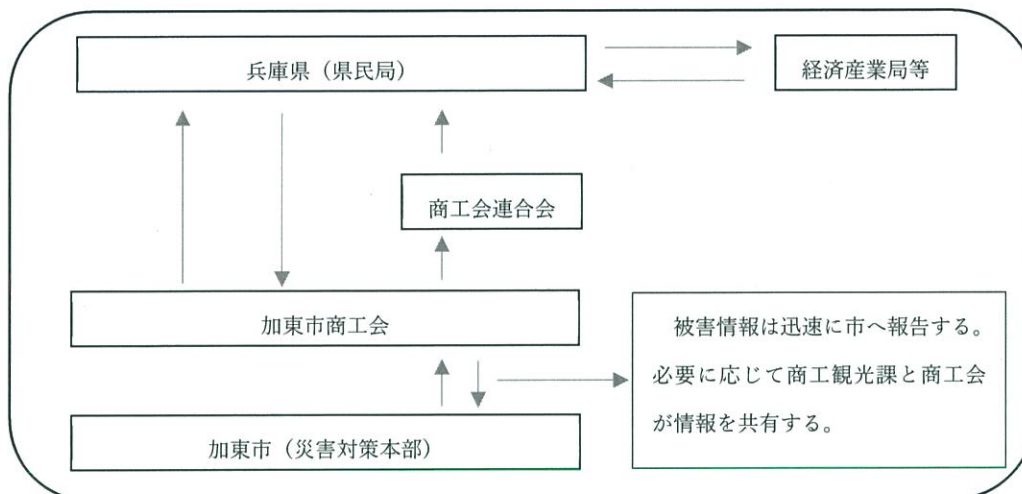 兵庫県（県民局）
経済産業局等
商工会連合会
加東市商工会
被害情報は迅速に市へ報告する。
必要に応じて商工観光課と商工会
が情報を共有する。
加東市（災害対策本部）